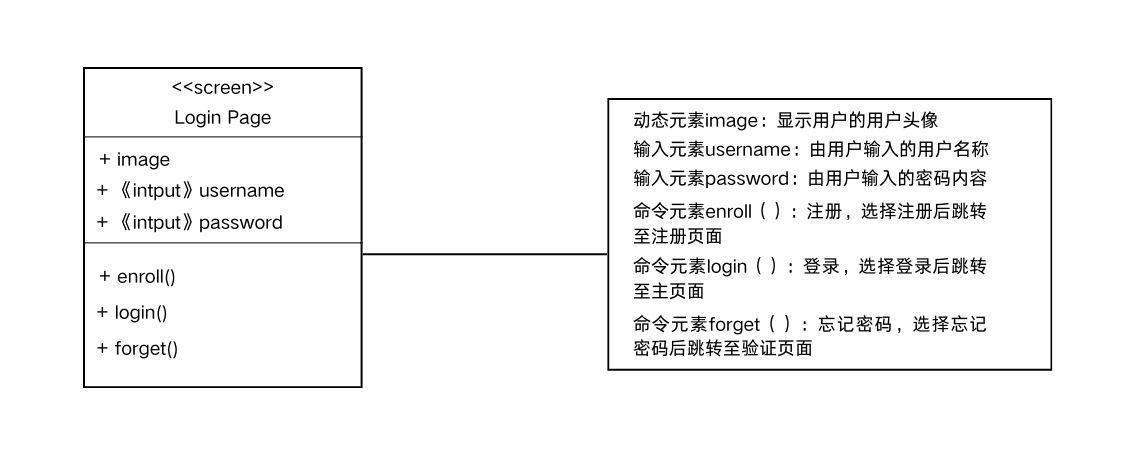 <<screen>>
Login Page
+ image
+ 《intput》username
+ 《intput》password
+ enroll()
+ login()
+ forget()
动态元素image：显示用户的用户头像
输入元素username：由用户输入的用户名称
输入元素password：由用户输入的密码内容
命令元素enroll（ ）：注册，选择注册后跳转
至注册页面
命令元素login（ ）：登录，选择登录后跳转
至主页面
命令元素forget（ ）：忘记密码，选择忘记
密码后跳转至验证页面